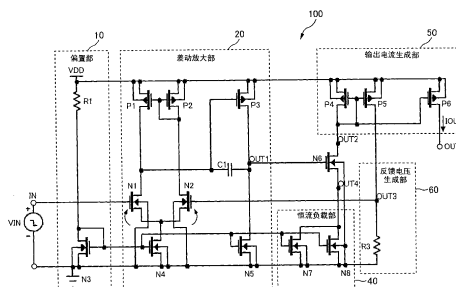 100
10
20
50
偏置部
差动放大部
输出电流生成部
VDD
R1
P1
P2
P3
P4
P5
P6
IOUT
OUT2
OU
C1
OUT1
N6
反馈电压
生成部
60
IN
N1
N2
OUT4
OUT3
VIN
恒流负载部
R3
N3
N4
N5
N7
N8
40